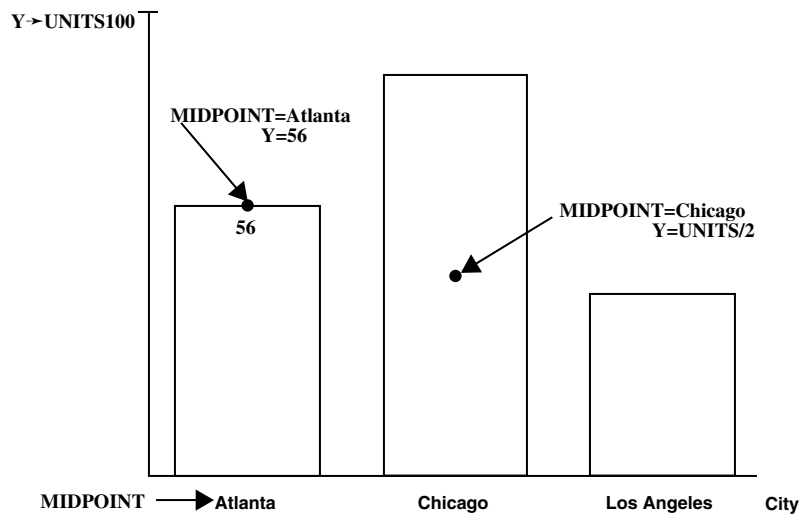 Y→UNITS100
MIDPOINT=Atlanta
Y=56
56
MIDPOINT=Chicago
Y=UNITS/2
MIDPOINT
Atlanta
Chicago
Los Angeles
City